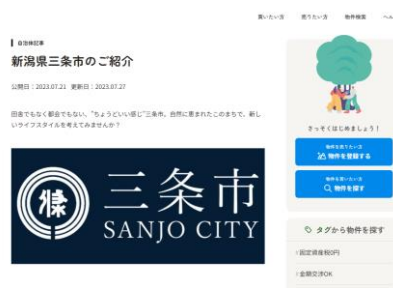 買いたい方 売りたい方 物件検索 ヘル
自治体記事
新潟県三条市のご紹介
公開日：2023.07.21 更新日：2023.07.27
田舎でもなく都会でもない、“ちょうどいい感じ”三条市。自然に恵まれたこのまちで、新し
いライフスタイルを考えてみませんか？
條
三条市
SANJO CITY
さっそくはじめましょう！
物件を売りたい方
物件を登録する
物件を買いたい方
物件を探す
タグから物件を探す
固定資産税0円
金額交渉OK